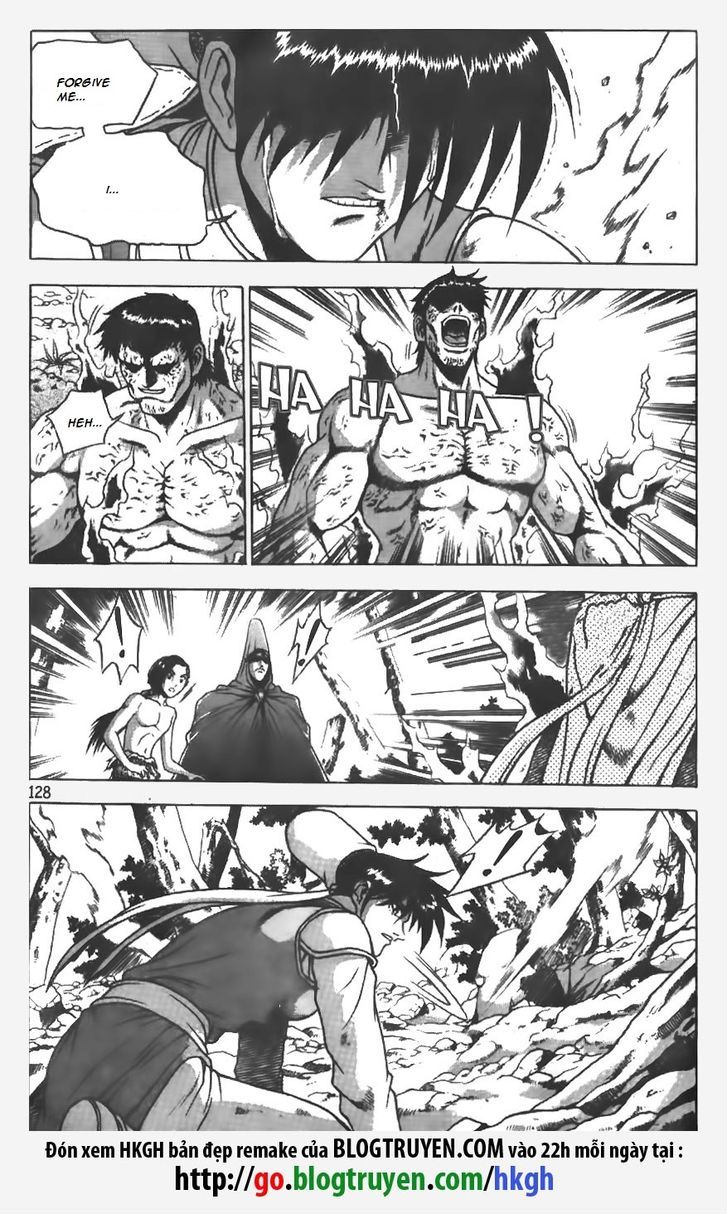 FORGIVE
ME...
I...
HEH...
HA HA HA !
!
!
128
!
!
Đón xem HKGH bản đẹp remake của BLOGTRUYEN.COM vào 22h mỗi ngày tại :
http://go.blogtruyen.com/hkgh